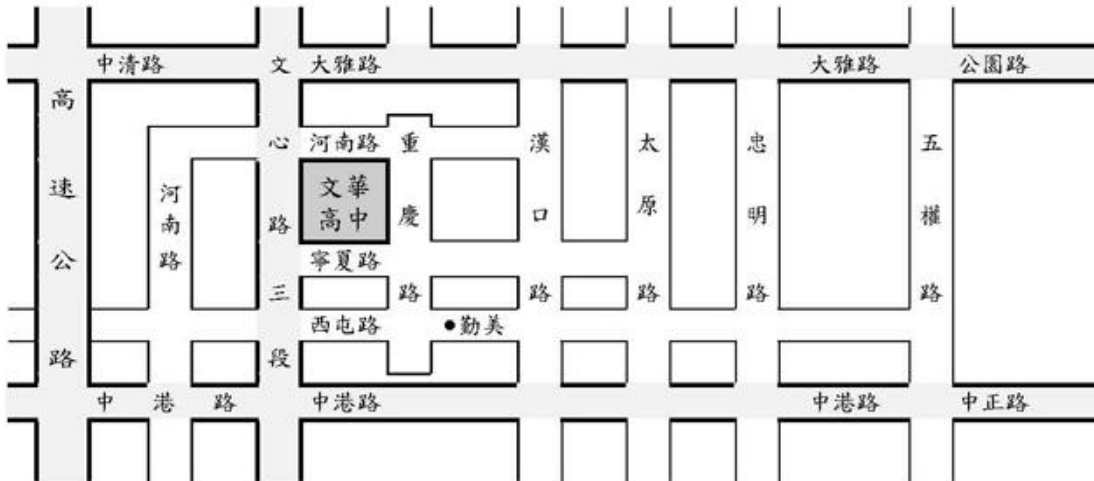 中清路
大雅路
大雅路
公園路
高速公路
文心路三段
河南路
河南路
重慶路
漢口路
太原路
忠明路
五權路
文華
高中
寧夏路
西屯路
勤美
中港路
中港路
中港路
中正路